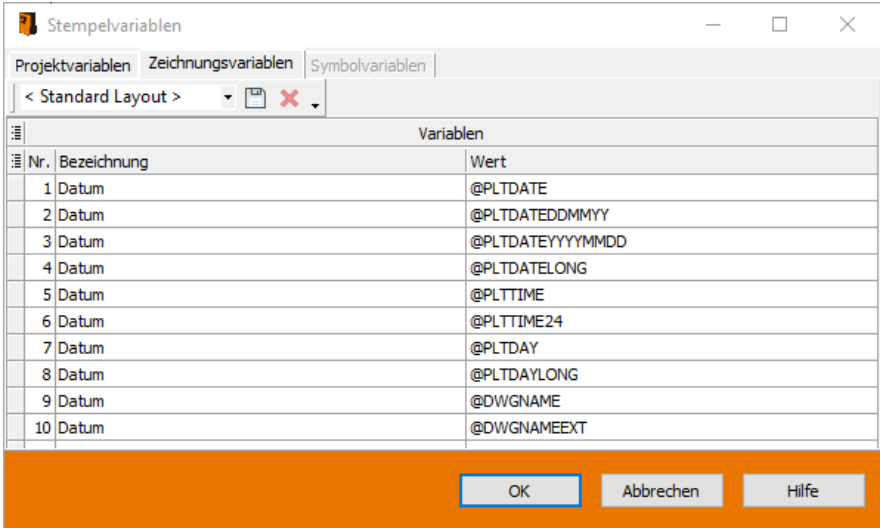 Stempelvariablen
Projektvariablen Zeichnungsvariablen Symbolvariablen
< Standard Layout >
Variablen
Nr. Bezeichnung Wert
1 Datum @PLTDATE
2 Datum @PLTDATEDDMMYY
3 Datum @PLTDATEYYYYMMDD
4 Datum @PLTDATELONG
5 Datum @PLTTIME
6 Datum @PLTTIME24
7 Datum @PLTDAY
8 Datum @PLTDAYLONG
9 Datum @DWGNAME
10 Datum @DWGNAMEEXT
OK Abbrechen Hilfe